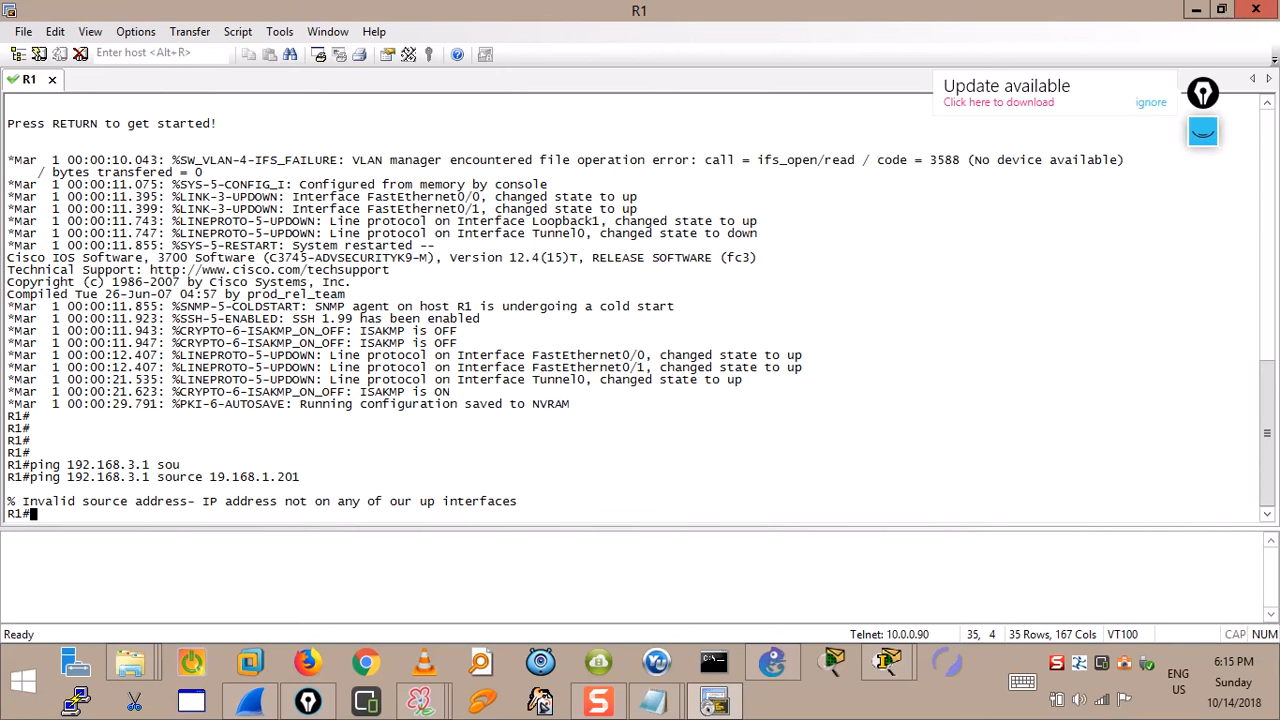 R1
File Edit View Options Transfer Script Tools Window Help
Enter host <Alt+R>
R1
Update available
Click here to download ignore
Press RETURN to get started!
*Mar  1 00:00:10.043: %SW_VLAN-4-IFS_FAILURE: VLAN manager encountered file operation error: call = ifs_open/read / code = 3588 (No device available)
/ bytes transfered = 0
*Mar  1 00:00:11.075: %SYS-5-CONFIG_I: Configured from memory by console
*Mar  1 00:00:11.395: %LINK-3-UPDOWN: Interface FastEthernet0/0, changed state to up
*Mar  1 00:00:11.399: %LINK-3-UPDOWN: Interface FastEthernet0/1, changed state to up
*Mar  1 00:00:11.743: %LINEPROTO-5-UPDOWN: Line protocol on Interface Loopback1, changed state to up
*Mar  1 00:00:11.747: %LINEPROTO-5-UPDOWN: Line protocol on Interface Tunnel0, changed state to down
*Mar  1 00:00:11.855: %SYS-5-RESTART: System restarted --
Cisco IOS Software, 3700 Software (C3745-ADVSECURITYK9-M), Version 12.4(15)T, RELEASE SOFTWARE (fc3)
Technical Support: http://www.cisco.com/techsupport
Copyright (c) 1986-2007 by Cisco Systems, Inc.
Compiled Tue 26-Jun-07 04:57 by prod_rel_team
*Mar  1 00:00:11.855: %SNMP-5-COLDSTART: SNMP agent on host R1 is undergoing a cold start
*Mar  1 00:00:11.923: %SSH-5-ENABLED: SSH 1.99 has been enabled
*Mar  1 00:00:11.943: %CRYPTO-6-ISAKMP_ON_OFF: ISAKMP is OFF
*Mar  1 00:00:11.947: %CRYPTO-6-ISAKMP_ON_OFF: ISAKMP is OFF
*Mar  1 00:00:12.407: %LINEPROTO-5-UPDOWN: Line protocol on Interface FastEthernet0/0, changed state to up
*Mar  1 00:00:12.407: %LINEPROTO-5-UPDOWN: Line protocol on Interface FastEthernet0/1, changed state to up
*Mar  1 00:00:21.535: %LINEPROTO-5-UPDOWN: Line protocol on Interface Tunnel0, changed state to up
*Mar  1 00:00:21.623: %CRYPTO-6-ISAKMP_ON_OFF: ISAKMP is ON
*Mar  1 00:00:29.791: %PKI-6-AUTOSAVE: Running configuration saved to NVRAM
R1#
R1#
R1#
R1#
R1#ping 192.168.3.1 sou
R1#ping 192.168.3.1 source 19.168.1.201
% Invalid source address- IP address not on any of our up interfaces
R1#
Ready Telnet: 10.0.0.90 35, 4 35 Rows, 167 Cols VT100 CAP NUM
ENG
US
6:15 PM
Sunday
10/14/2018